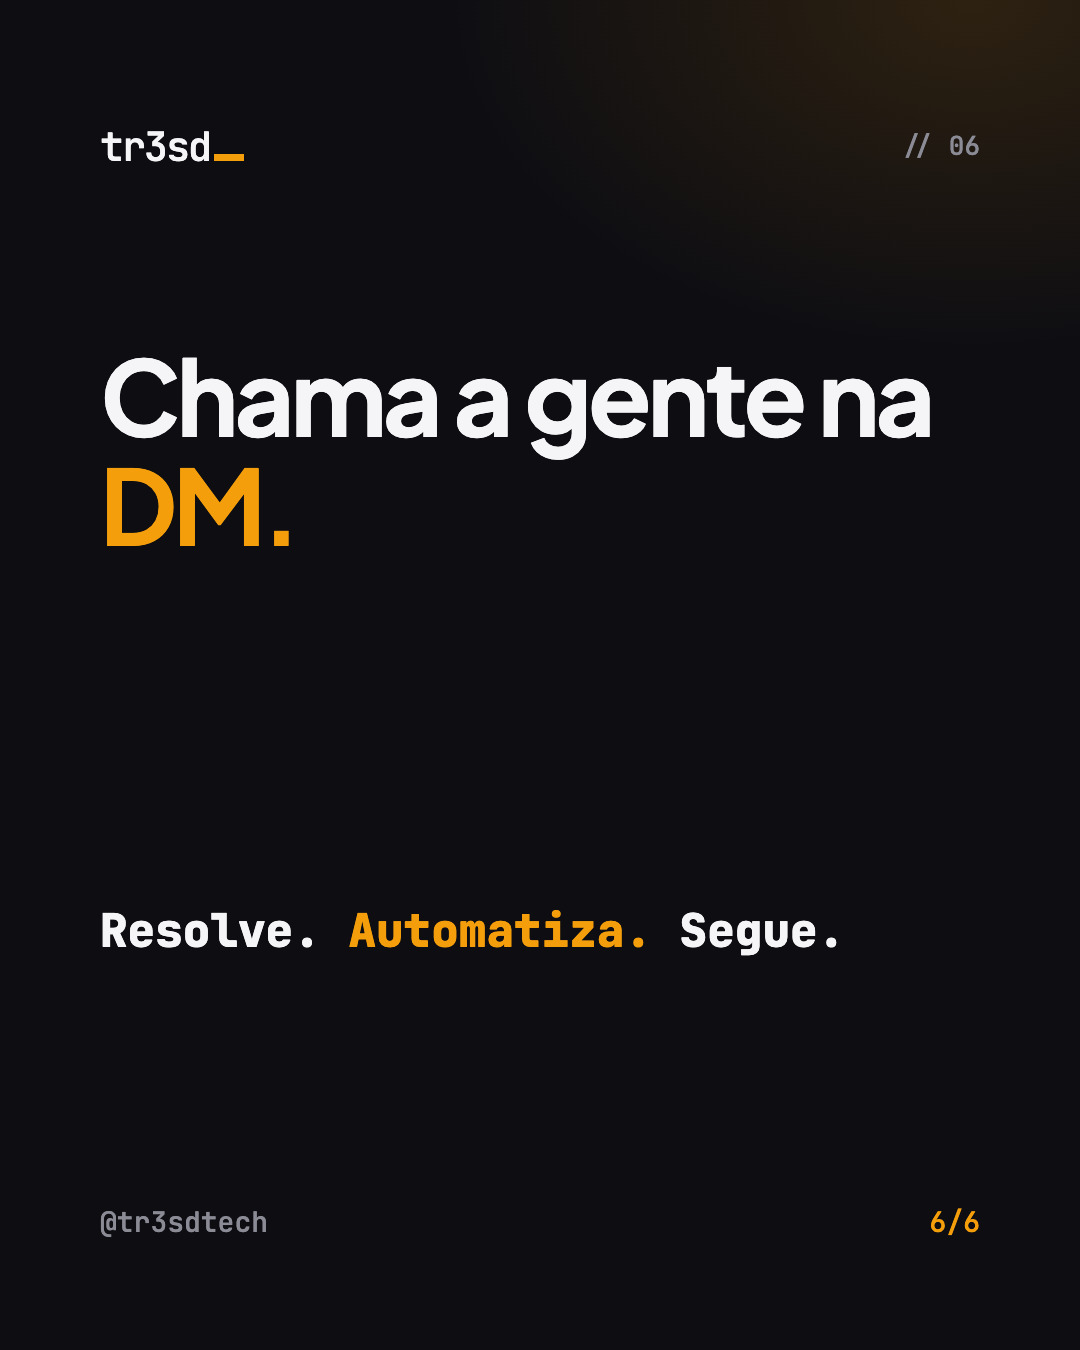 tr3sd_
// 06
Chama a gente na
DM.
Resolve. Automatiza. Segue.
@tr3sdtech
6/6